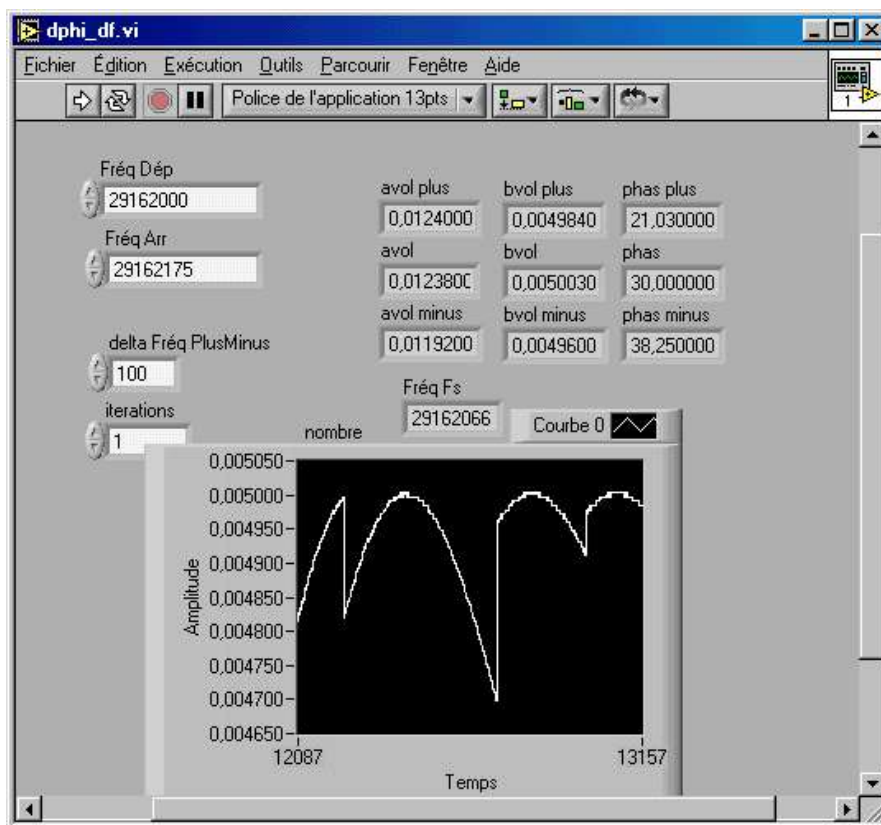 dphi_df.vi
Fichier Édition Exécution Outils Parcourir Fenêtre Aide
Police de l'application 13pts
1
Fréq Dép
29162000
avol plus bvol plus phas plus
0,0124000 0,0049840 21,030000
Fréq Arr
29162175
avol bvol phas
0,0123800 0,0050030 30,000000
avol minus bvol minus phas minus
0,0119200 0,0049600 38,250000
delta Fréq PlusMinus
100
Fréq Fs
29162066
iterations
1
nombre
Courbe 0
0,005050
0,005000
0,004950
0,004900
0,004850
0,004800
0,004750
0,004700
0,004650
Amplitude
12087 13157
Temps